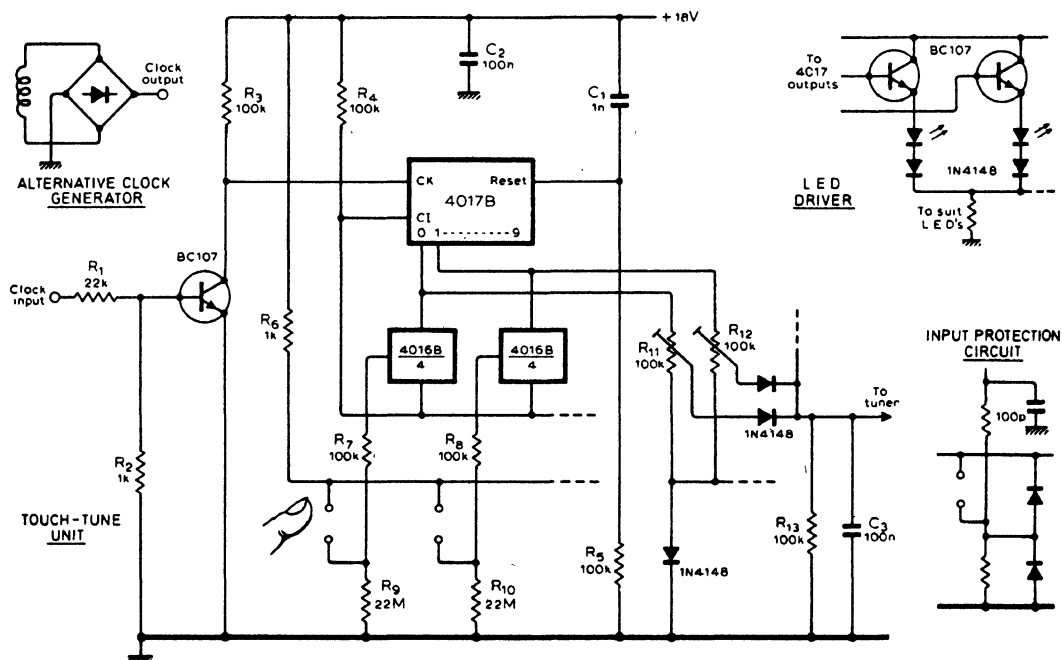 +18V
C2
100n
Clock
output
R3
100k
R4
100k
C1
1n
BC107
To
4017
outputs
1N4148
LED
DRIVER
To suit
LED's
ALTERNATIVE CLOCK
GENERATOR
CK
Reset
4017B
CI
0 1---------9
R1
22k
BC107
Clock
input
R6
1k
4016B
4
4016B
4
R11
100k
R12
100k
INPUT PROTECTION
CIRCUIT
To
tuner
1N4148
100p
R2
1k
R7
100k
R8
100k
TOUCH-TUNE
UNIT
R5
100k
1N4148
R13
100k
C3
100n
R9
22M
R10
22M